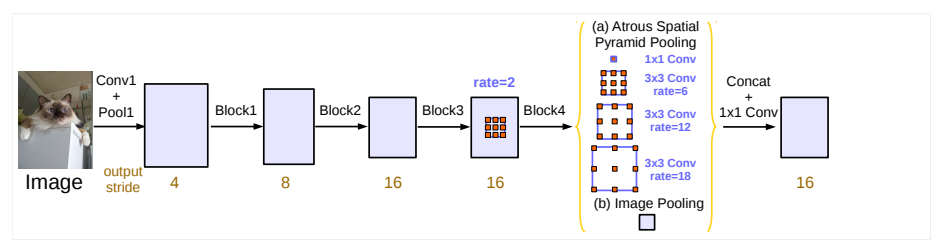 (a) Atrous Spatial
Pyramid Pooling
1x1 Conv
3x3 Conv
rate=6
3x3 Conv
rate=12
3x3 Conv
rate=18
(b) Image Pooling
Conv1
+
Pool1
Block1
Block2
Block3
rate=2
Block4
Concat
+
1x1 Conv
Image
output
stride
4
8
16
16
16